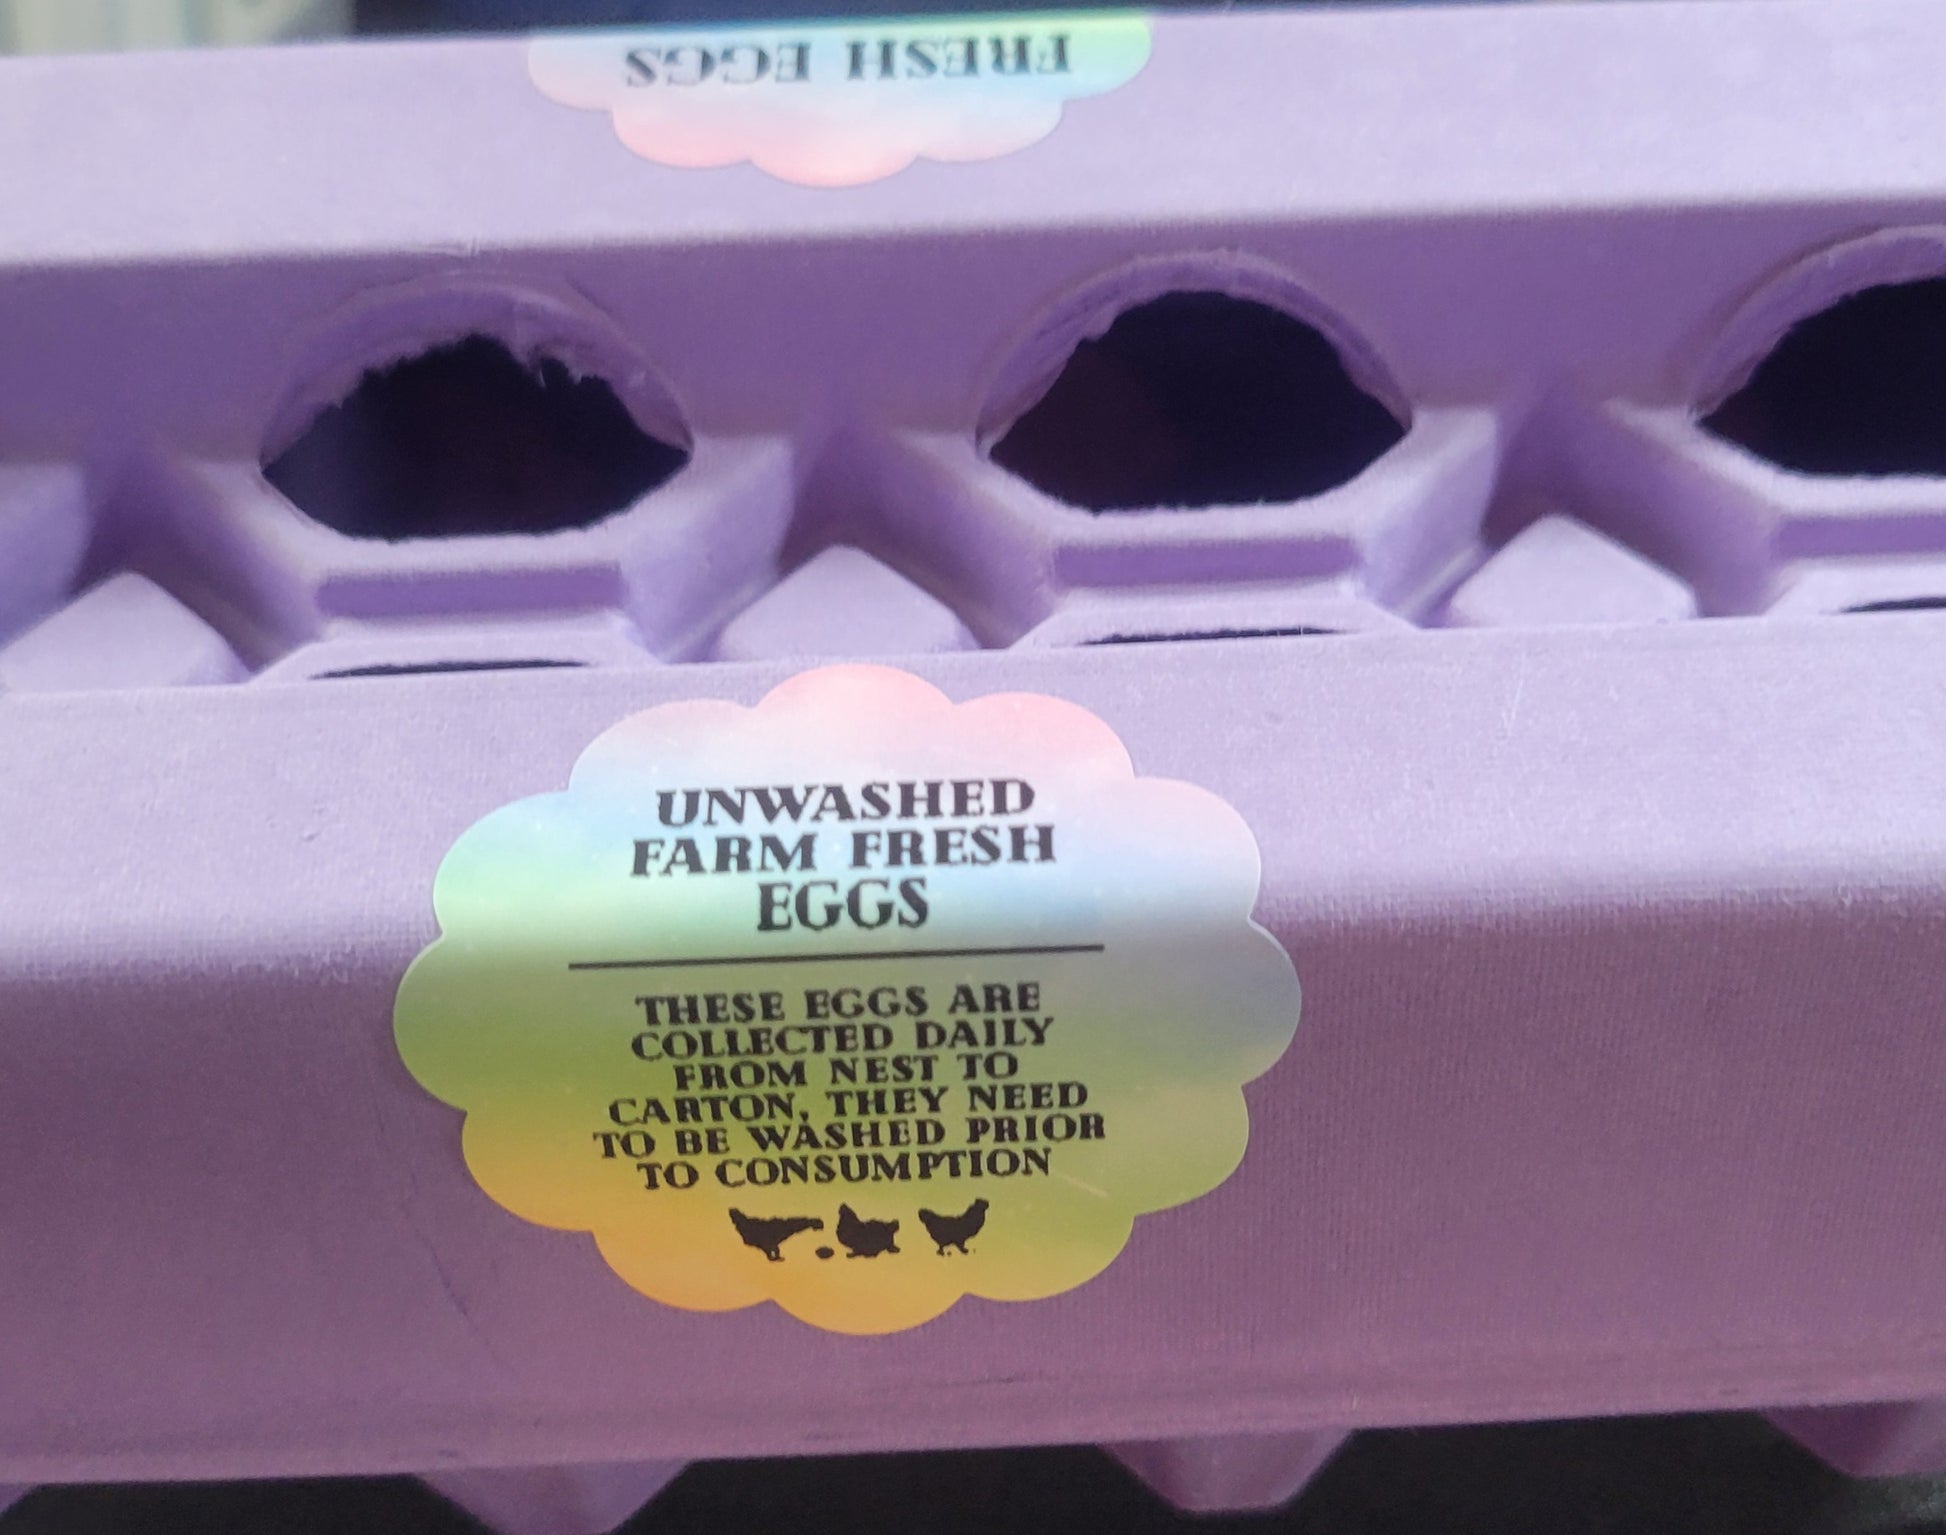 FRESH EGGS
UNWASHED
FARM FRESH
EGGS
THESE EGGS ARE
COLLECTED DAILY
FROM NEST TO
CARTON, THEY NEED
TO BE WASHED PRIOR
TO CONSUMPTION